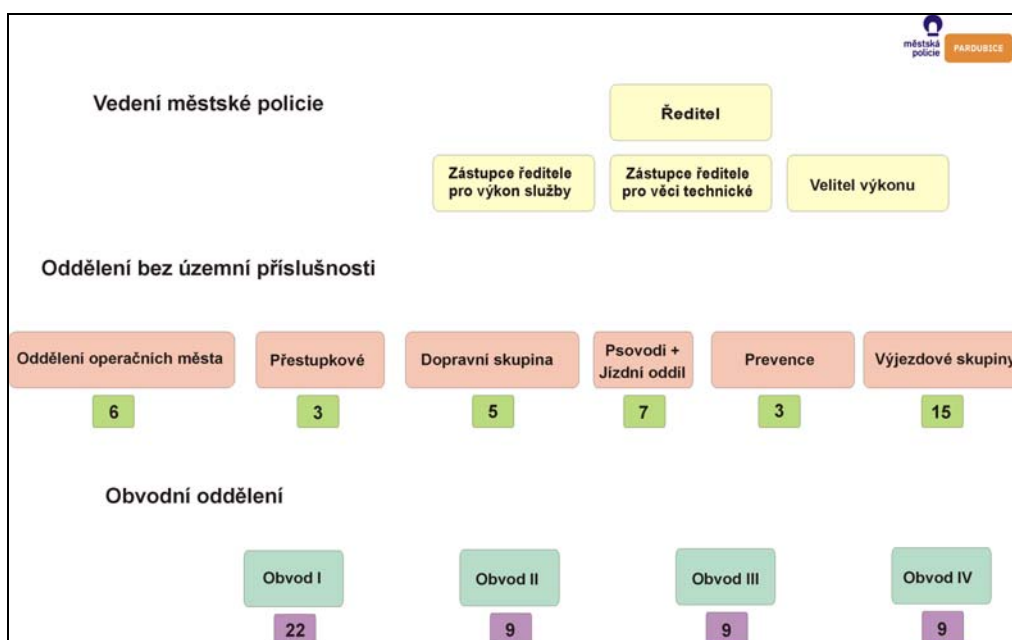 městská
policie
PARDUBICE
Vedení městské policie
Ředitel
Zástupce ředitele
pro výkon služby
Zástupce ředitele
pro věci technické
Velitel výkonu
Oddělení bez územní příslušnosti
Oddělení operačních města
Přestupkové
Dopravní skupina
Psovodi +
Jízdní oddíl
Prevence
Výjezdové skupiny
6
3
5
7
3
15
Obvodní oddělení
Obvod I
Obvod II
Obvod III
Obvod IV
22
9
9
9